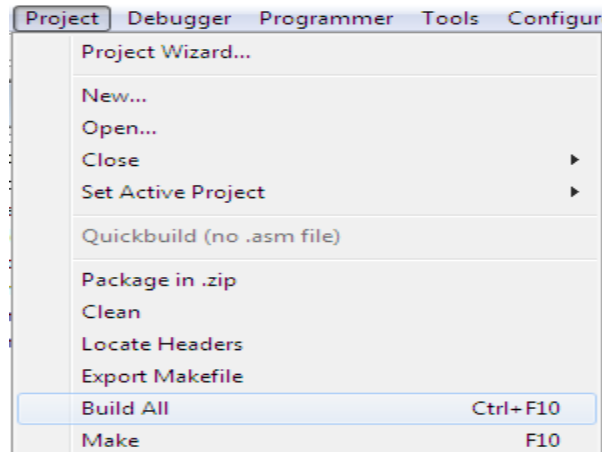 Project Debugger Programmer Tools Configur
Project Wizard...
New...
Open...
Close
Set Active Project
Quickbuild (no .asm file)
Package in .zip
Clean
Locate Headers
Export Makefile
Build All Ctrl+F10
Make F10